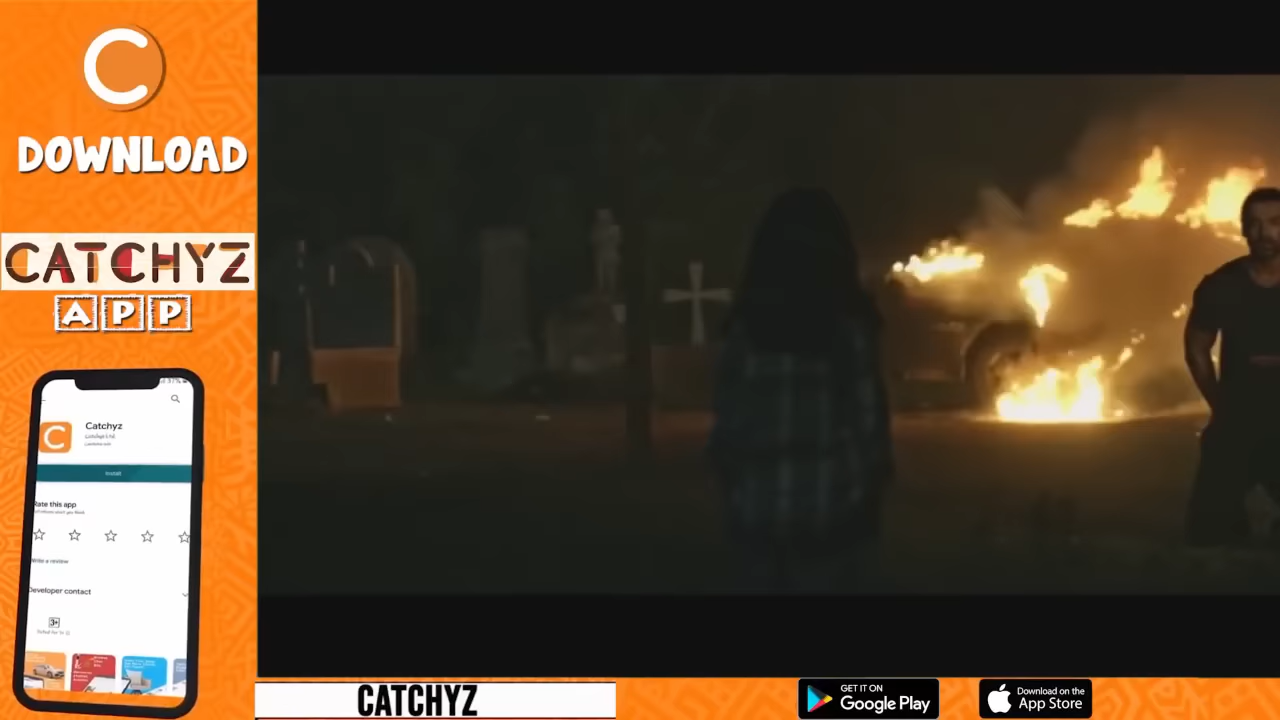 C
DOWNLOAD
CATCHYZ
APP
Catchyz
Install
Rate this app
Write a review
Developer contact
3+
CATCHYZ
GET IT ON
Google Play
Download on the
App Store